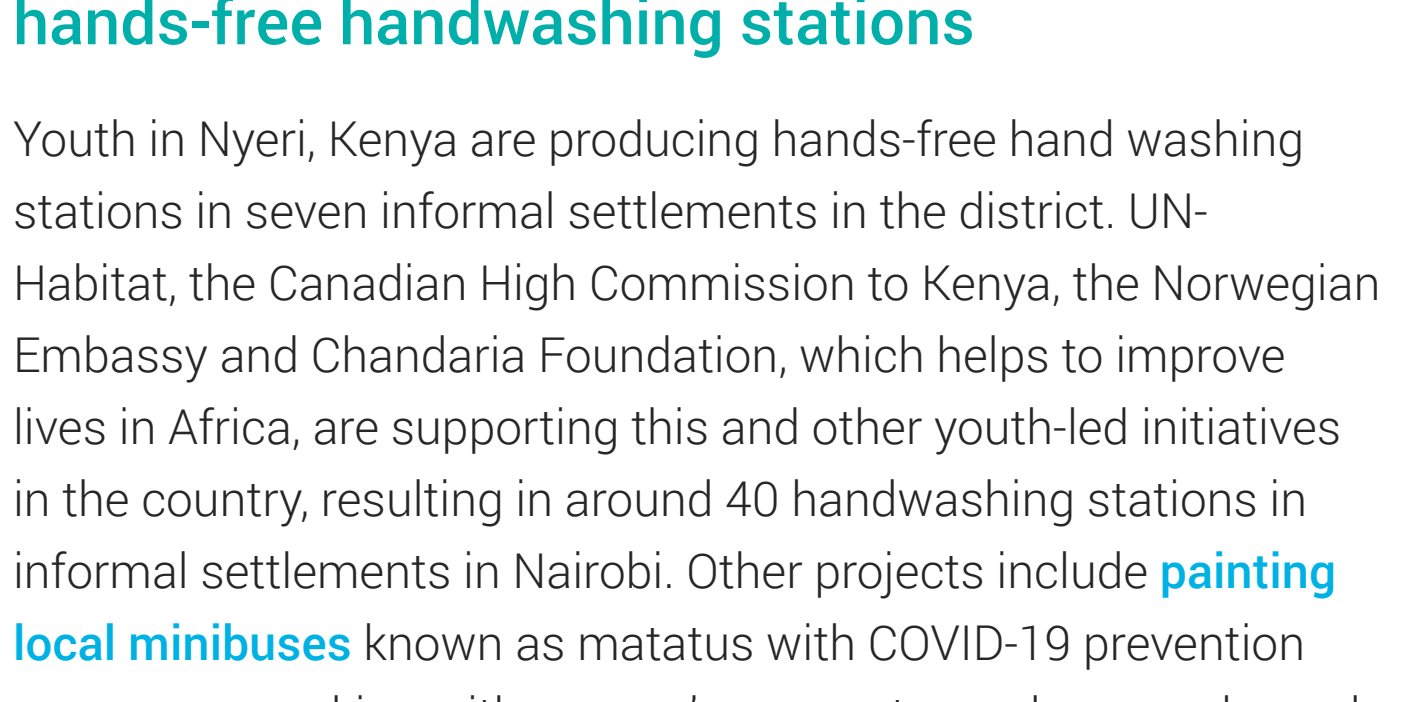 hands-free handwashing stations
Youth in Nyeri, Kenya are producing hands-free hand washing
stations in seven informal settlements in the district. UN-
Habitat, the Canadian High Commission to Kenya, the Norwegian
Embassy and Chandaria Foundation, which helps to improve
lives in Africa, are supporting this and other youth-led initiatives
in the country, resulting in around 40 handwashing stations in
informal settlements in Nairobi. Other projects include painting
local minibuses known as matatus with COVID-19 prevention